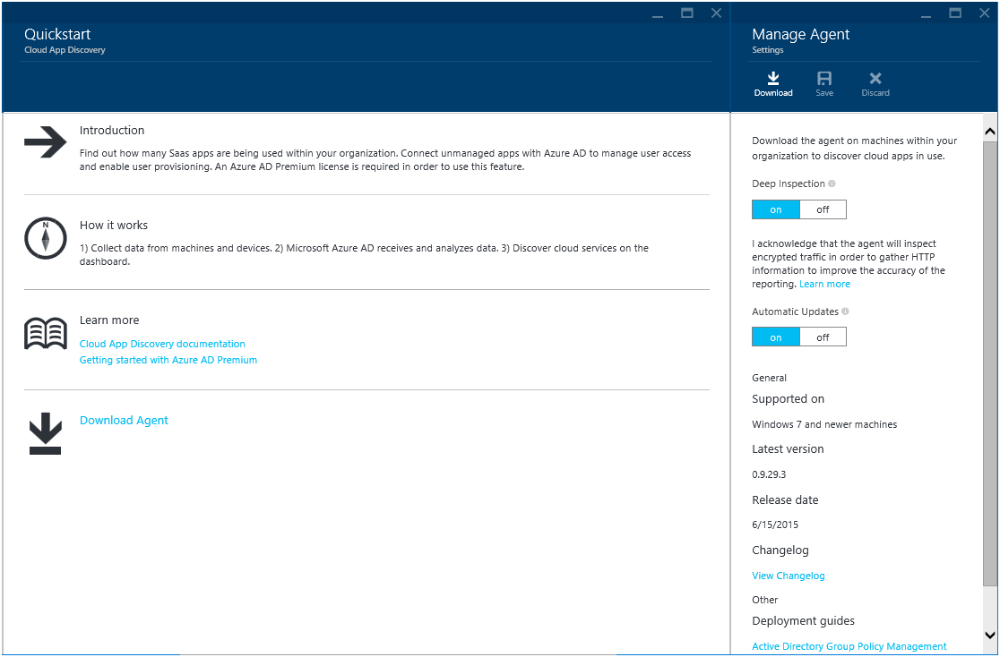 Quickstart
Cloud App Discovery
Introduction
Find out how many Saas apps are being used within your organization. Connect unmanaged apps with Azure AD to manage user access
and enable user provisioning. An Azure AD Premium license is required in order to use this feature.
N
How it works
1) Collect data from machines and devices. 2) Microsoft Azure AD receives and analyzes data. 3) Discover cloud services on the
dashboard.
Learn more
Cloud App Discovery documentation
Getting started with Azure AD Premium
Download Agent
Manage Agent
Settings
Download Save Discard
Download the agent on machines within your
organization to discover cloud apps in use.
Deep Inspection
on off
I acknowledge that the agent will inspect
encrypted traffic in order to gather HTTP
information to improve the accuracy of the
reporting. Learn more
Automatic Updates
on off
General
Supported on
Windows 7 and newer machines
Latest version
0.9.29.3
Release date
6/15/2015
Changelog
View Changelog
Other
Deployment guides
Active Directory Group Policy Management